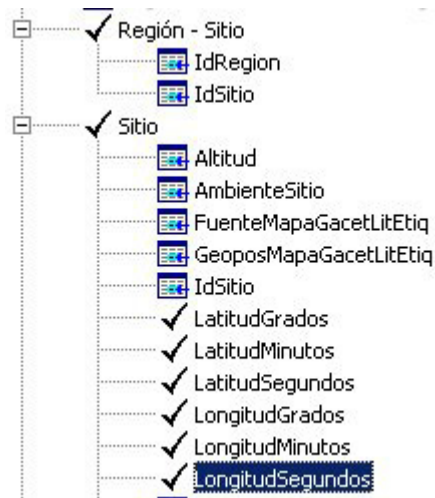 Región - Sitio
IdRegion
IdSitio
Sitio
Altitud
AmbienteSitio
FuenteMapaGacetLitEtiq
GeoposMapaGacetLitEtiq
IdSitio
LatitudGrados
LatitudMinutos
LatitudSegundos
LongitudGrados
LongitudMinutos
LongitudSegundos